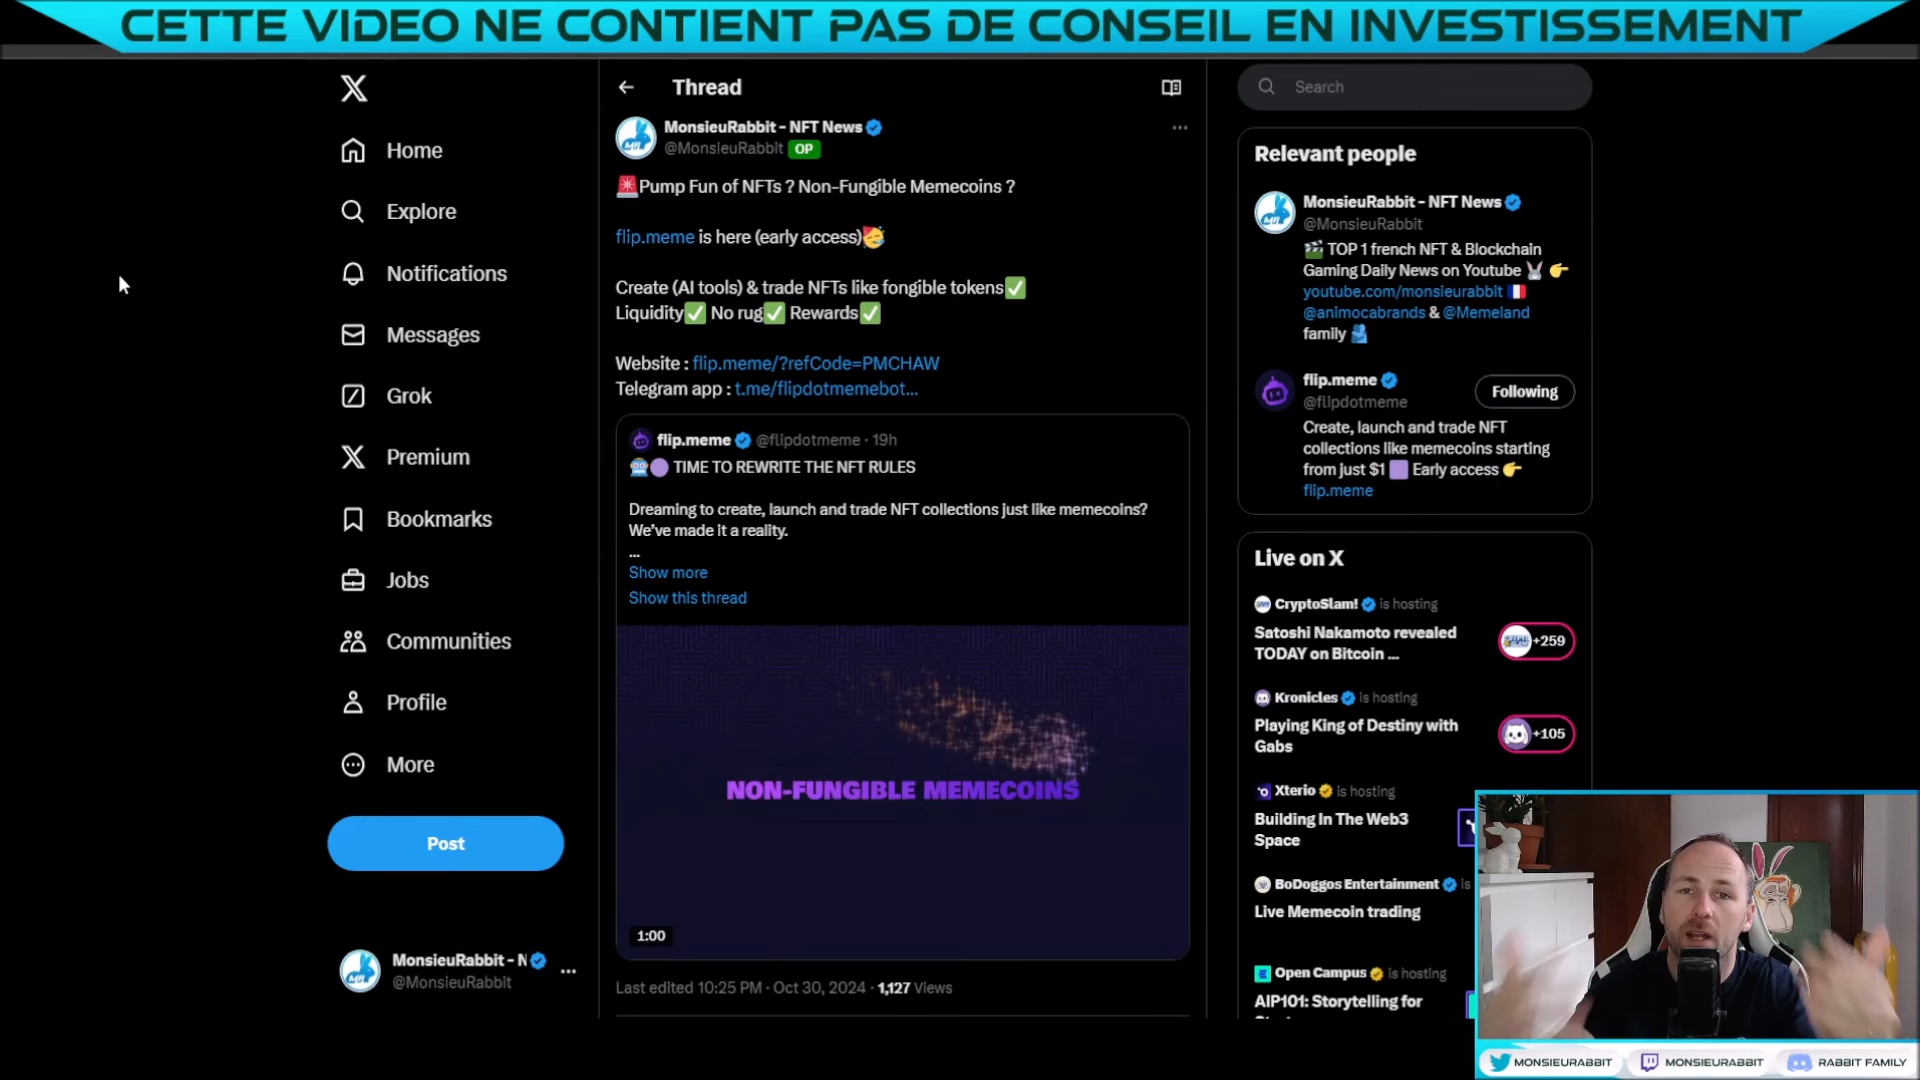 CETTE VIDEO NE CONTIENT PAS DE CONSEIL EN INVESTISSEMENT
Home
Explore
Notifications
Messages
Grok
Premium
Bookmarks
Jobs
Communities
Profile
More
Post
MonsieuRabbit - N
@MonsieuRabbit
Thread
MonsieuRabbit - NFT News
@MonsIeuRabbit OP
🚨Pump Fun of NFTs ? Non-Fungible Memecoins ?
flip.meme is here (early access)🥳
Create (AI tools) & trade NFTs like fongible tokens✅
Liquidity✅ No rug✅ Rewards✅
Website : flip.meme/?refCode=PMCHAW
Telegram app : t.me/flipdotmemebot…
flip.meme @flipdotmeme · 19h
🤖🟣 TIME TO REWRITE THE NFT RULES
Dreaming to create, launch and trade NFT collections just like memecoins?
We've made it a reality.
...
Show more
Show this thread
NON-FUNGIBLE MEMECOINS
1:00
Last edited 10:25 PM · Oct 30, 2024 · 1,127 Views
Search
Relevant people
MonsieuRabbit - NFT News
@MonsieuRabbit
🎬 TOP 1 french NFT & Blockchain
Gaming Daily News on Youtube 🐰 👉
youtube.com/monsieurabbit 🇫🇷
@animocabrands & @Memeland
family 🫂
flip.meme
@flipdotmeme
Following
Create, launch and trade NFT
collections like memecoins starting
from just $1 🟪 Early access 👉
flip.meme
Live on X
CryptoSlam! is hosting
Satoshi Nakamoto revealed
TODAY on Bitcoin ...
+259
Kronicles is hosting
Playing King of Destiny with
Gabs
+105
Xterio is hosting
Building In The Web3
Space
BoDoggos Entertainment is
Live Memecoin trading
Open Campus is hosting
AIP101: Storytelling for
MONSIEURABBIT
MONSIEURABBIT
RABBIT FAMILY